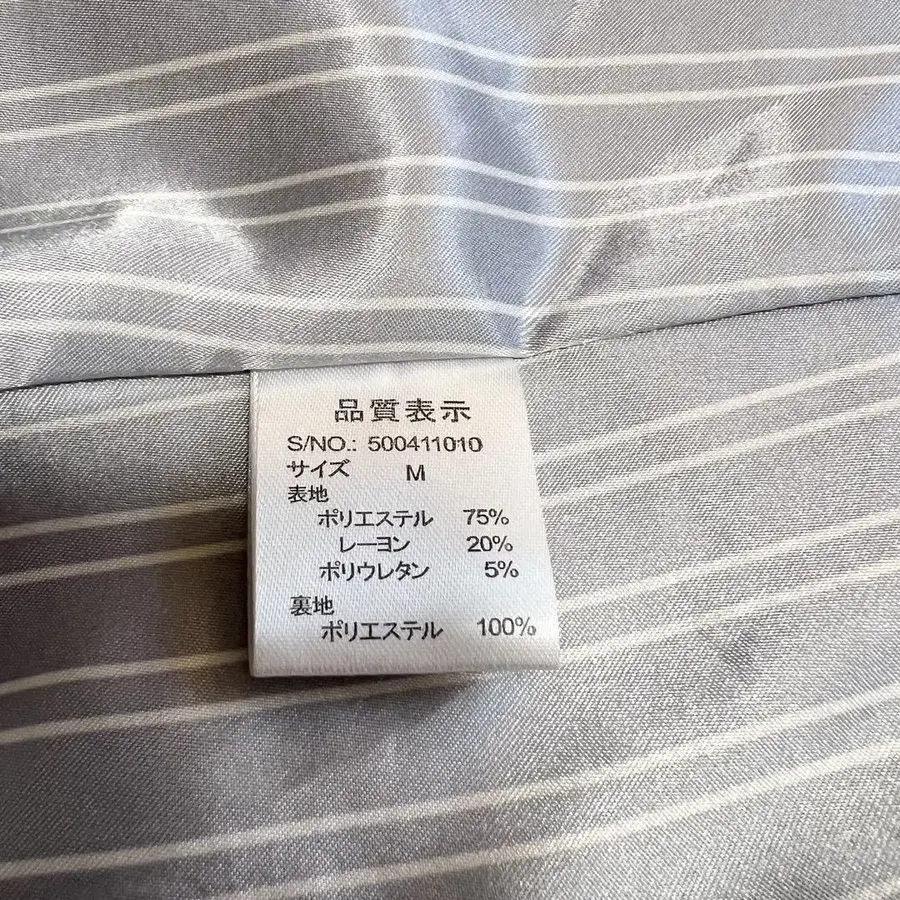 品質表示
S/NO.: 500411010
サイズ M
表地
ポリエステル 75%
レーヨン 20%
ポリウレタン 5%
裏地
ポリエステル 100%